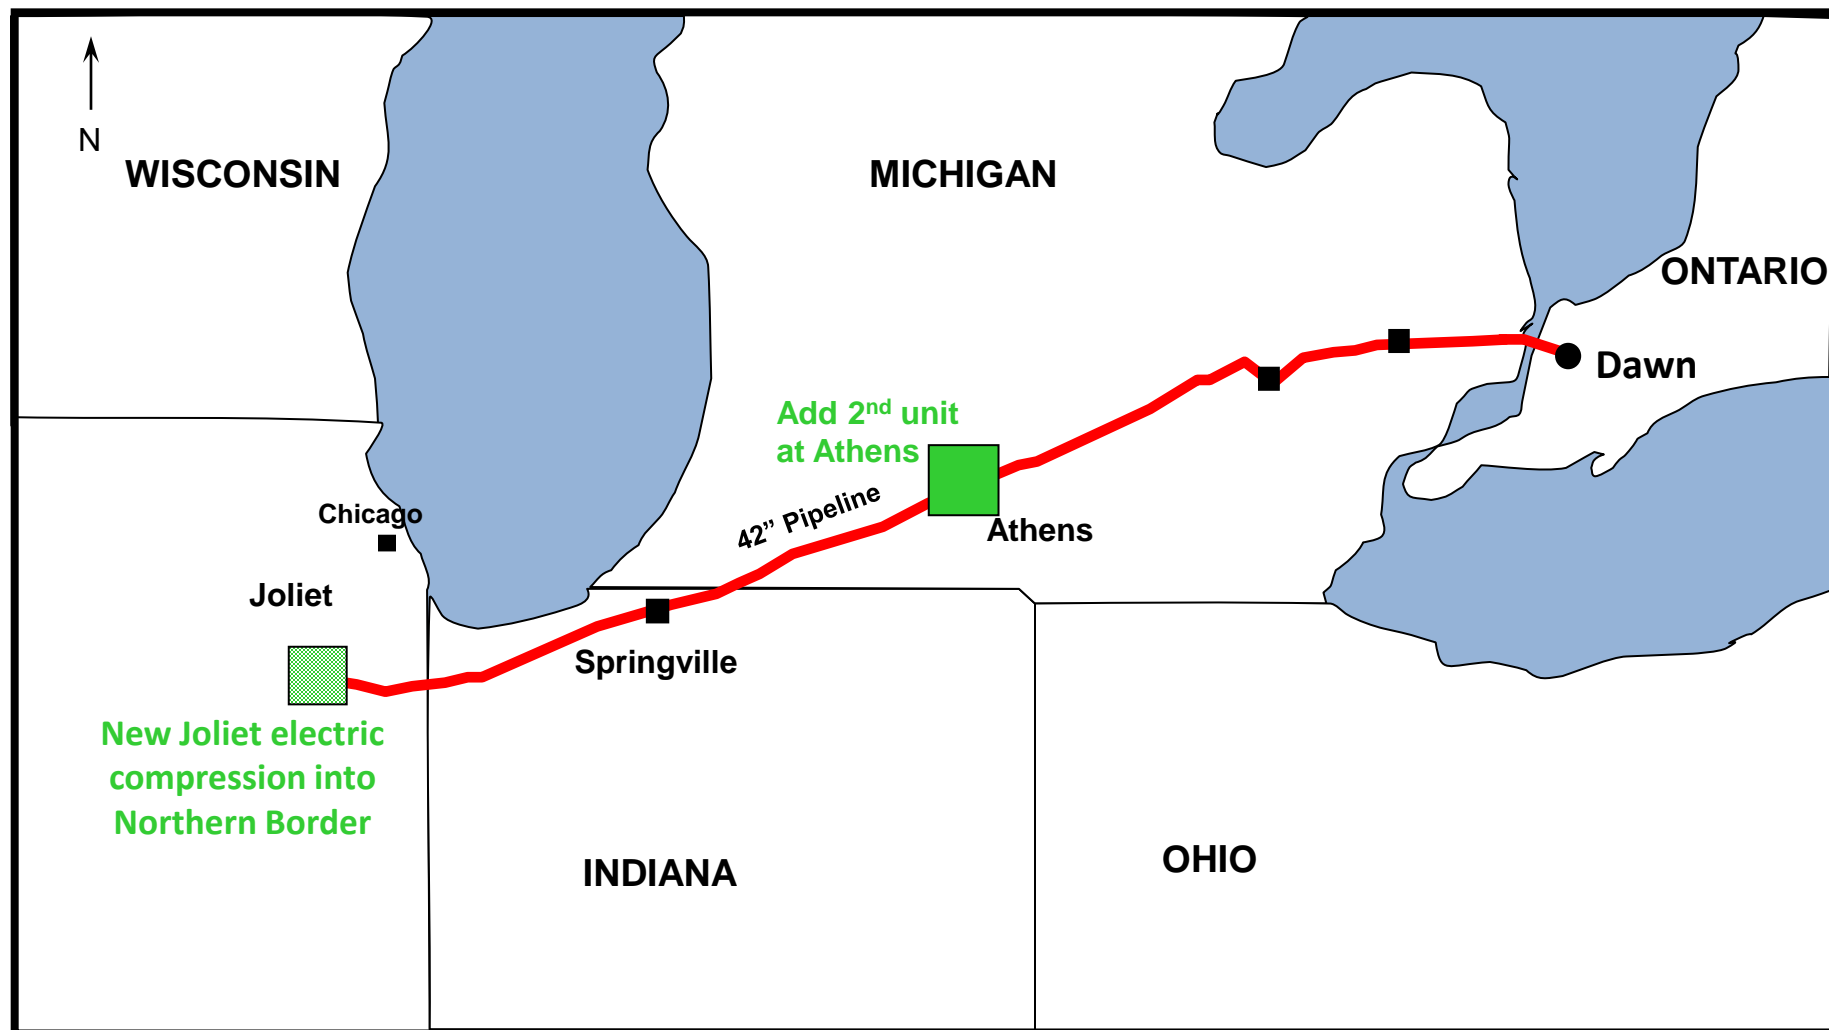 N
WISCONSIN
MICHIGAN
ONTARIO
Dawn
Add 2nd unit
at Athens
42” Pipeline
Chicago
Athens
Joliet
Springville
New Joliet electric
compression into
Northern Border
INDIANA
OHIO